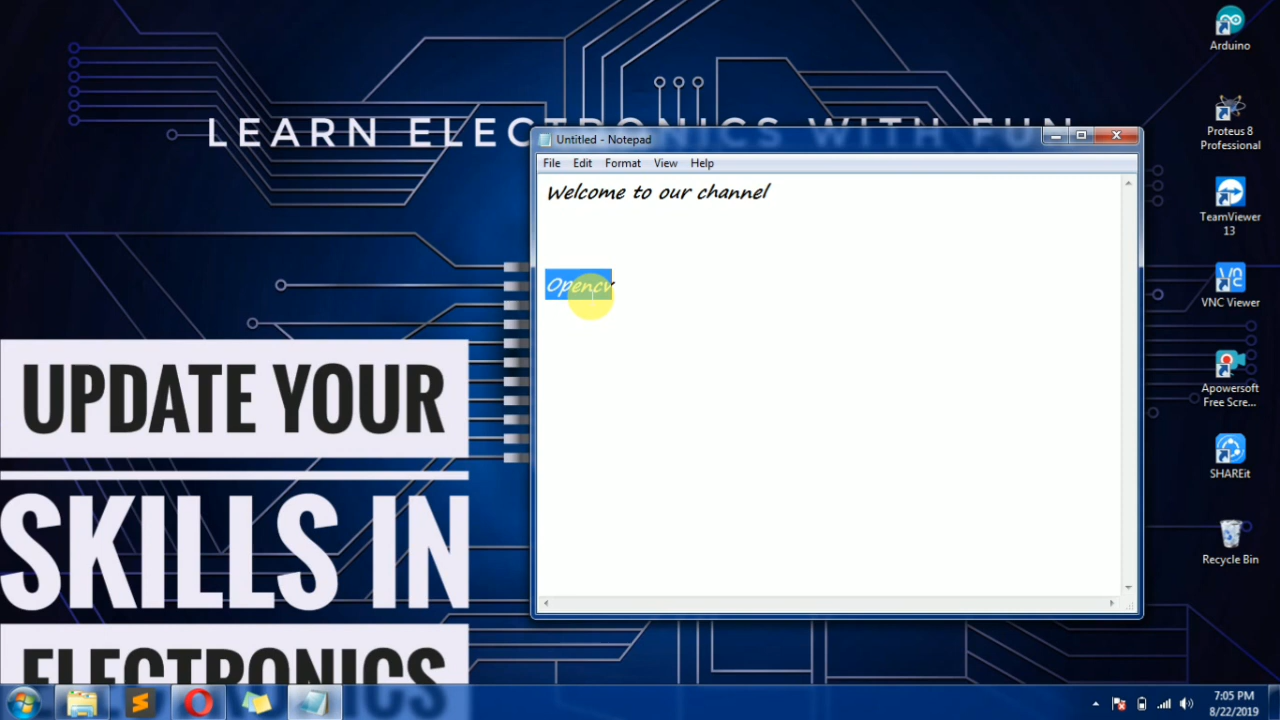 LEARN ELECTRONICS WITH FUN
UPDATE YOUR
SKILLS IN
ELECTRONICS
Untitled - Notepad
File Edit Format View Help
Welcome to our channel
Opencv
Arduino
Proteus 8
Professional
TeamViewer
13
VNC Viewer
Apowersoft
Free Scre...
SHAREit
Recycle Bin
7:05 PM
8/22/2019